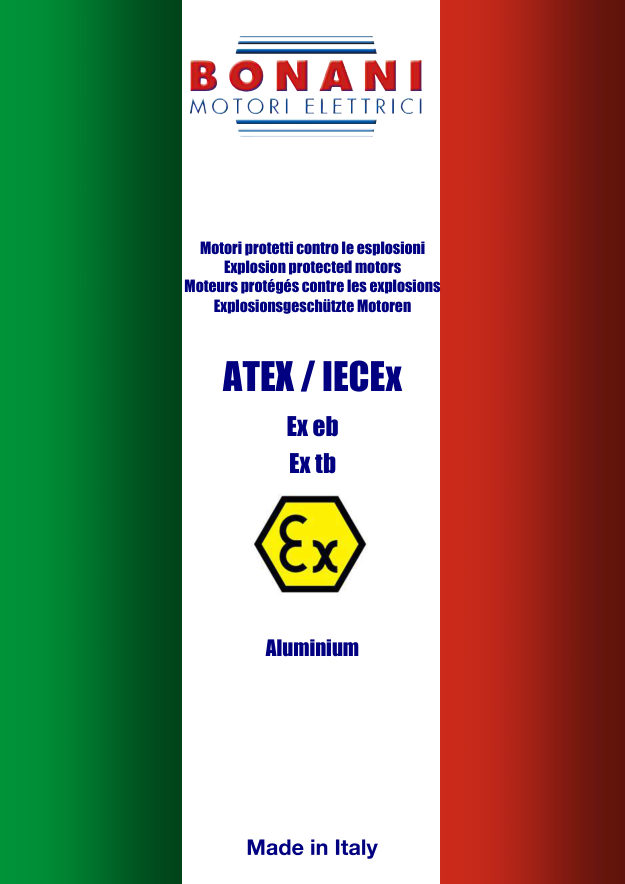 BONANI
MOTORI ELETTRICI
Motori protetti contro le esplosioni
Explosion protected motors
Moteurs protégés contre les explosions
Explosionsgeschützte Motoren
ATEX / IECEx
Ex eb
Ex tb
Ex
Aluminium
Made in Italy